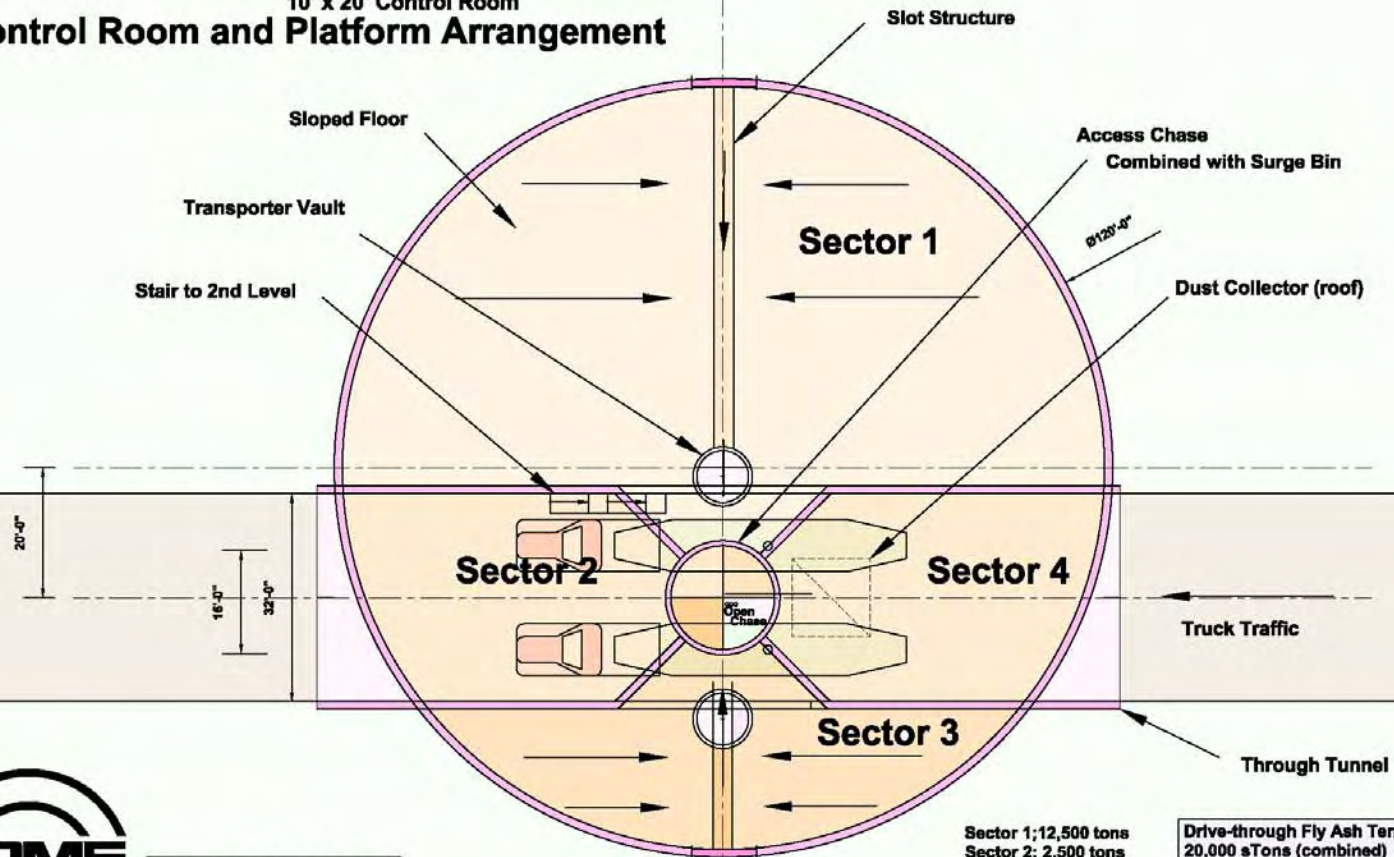 10' x 20' Control Room
ontrol Room and Platform Arrangement
Slot Structure
Sloped Floor
Access Chase
Combined with Surge Bin
Transporter Vault
Sector 1
Ø120'-0"
Stair to 2nd Level
Dust Collector (roof)
20'-0"
16'-0"
32'-0"
Sector 2
Sector 4
Open
Chase
Truck Traffic
Sector 3
Through Tunnel
Sector 1;12,500 tons
Sector 2; 2,500 tons
Drive-through Fly Ash Ter
20,000 sTons (combined)